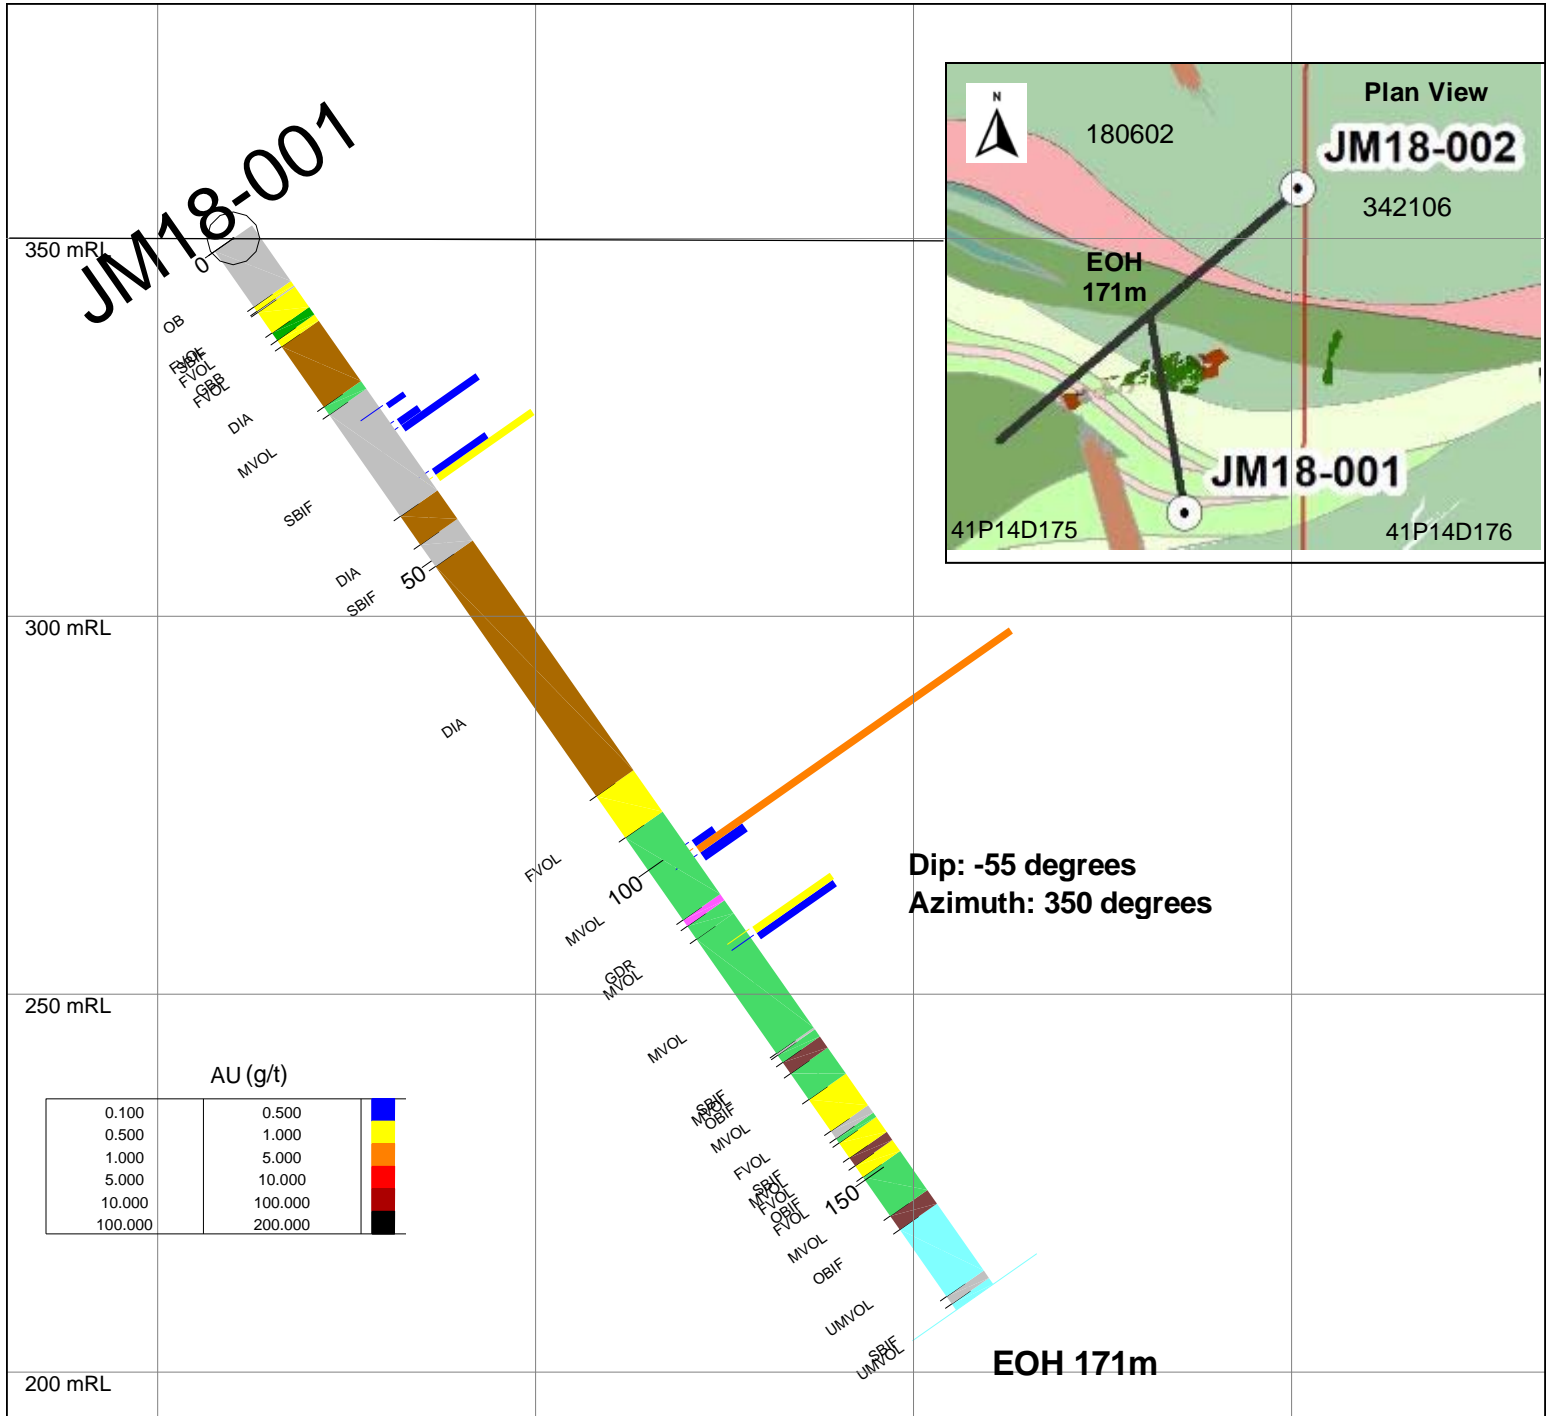 JM18-001
350 mRL
0
OB
FVOL
SBIF
FVOL
GBB
FVOL
DIA
MVOL
SBIF
DIA
50
SBIF
300 mRL
DIA
FVOL
100
MVOL
GDR
MVOL
250 mRL
MVOL
SBIF
MVOL
OBIF
MVOL
FVOL
SBIF
MVOL
FVOL
OBIF
FVOL
150
MVOL
OBIF
UMVOL
SBIF
UMVOL
200 mRL
EOH 171m
Dip: -55 degrees
Azimuth: 350 degrees
AU (g/t)
0.100 0.500
0.500 1.000
1.000 5.000
5.000 10.000
10.000 100.000
100.000 200.000
N
Plan View
180602
JM18-002
342106
EOH
171m
JM18-001
41P14D175
41P14D176